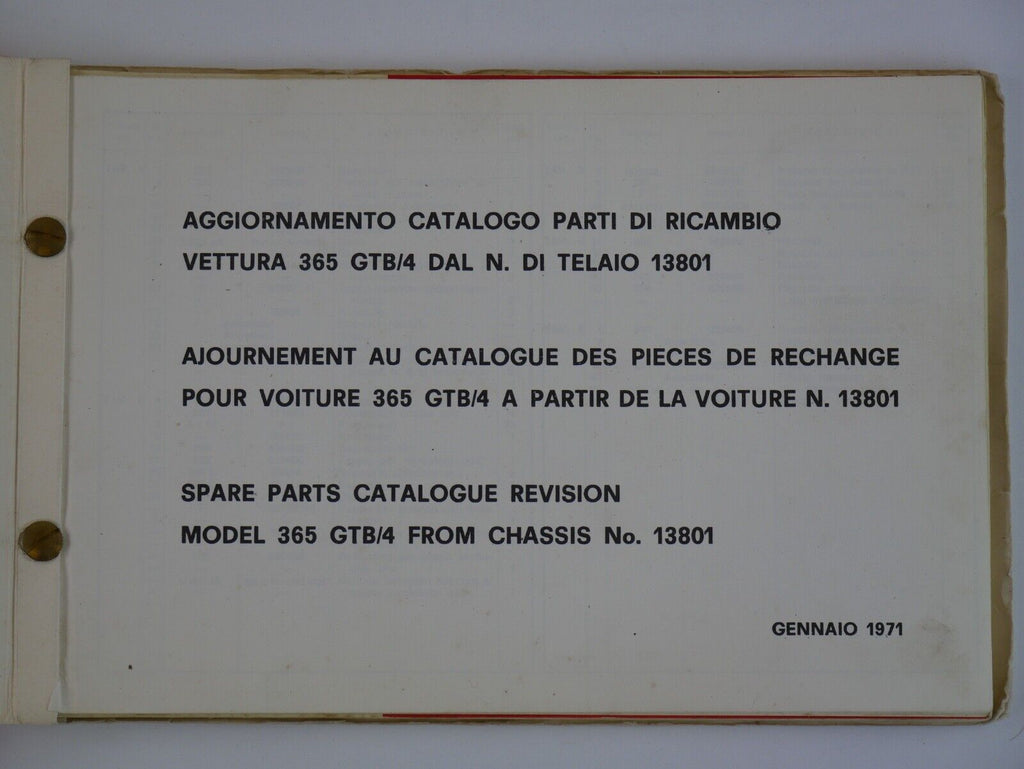 AGGIORNAMENTO CATALOGO PARTI DI RICAMBIO
VETTURA 365 GTB/4 DAL N. DI TELAIO 13801
AJOURNEMENT AU CATALOGUE DES PIECES DE RECHANGE
POUR VOITURE 365 GTB/4 A PARTIR DE LA VOITURE N. 13801
SPARE PARTS CATALOGUE REVISION
MODEL 365 GTB/4 FROM CHASSIS No. 13801
GENNAIO 1971